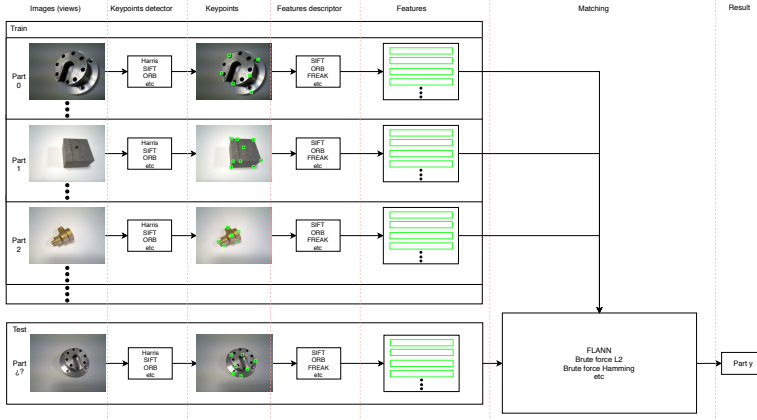 Images (views) Keypoints detector Keypoints Features descriptor Features Matching Result
Train
Part
0
Harris
SIFT
ORB
etc
SIFT
ORB
FREAK
etc
Part
1
Harris
SIFT
ORB
etc
SIFT
ORB
FREAK
etc
Part
2
Harris
SIFT
ORB
etc
SIFT
ORB
FREAK
etc
Test
Part
¿?
Harris
SIFT
ORB
etc
SIFT
ORB
FREAK
etc
FLANN
Brute force L2
Brute force Hamming
etc
Part y